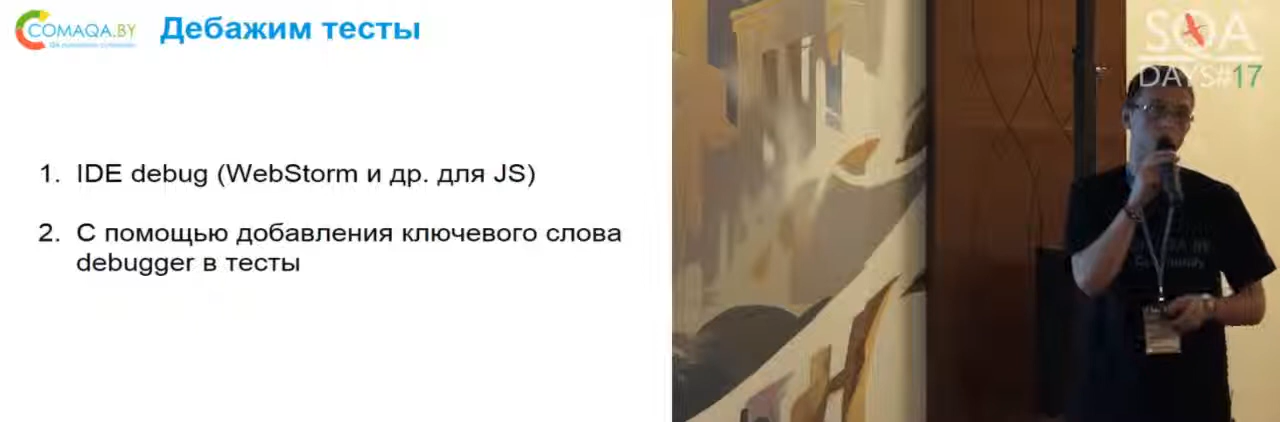 COMAQA.BY
Дебажим тесты
1. IDE debug (WebStorm и др. для JS)
2. С помощью добавления ключевого слова
debugger в тесты
SQA
DAYS#17